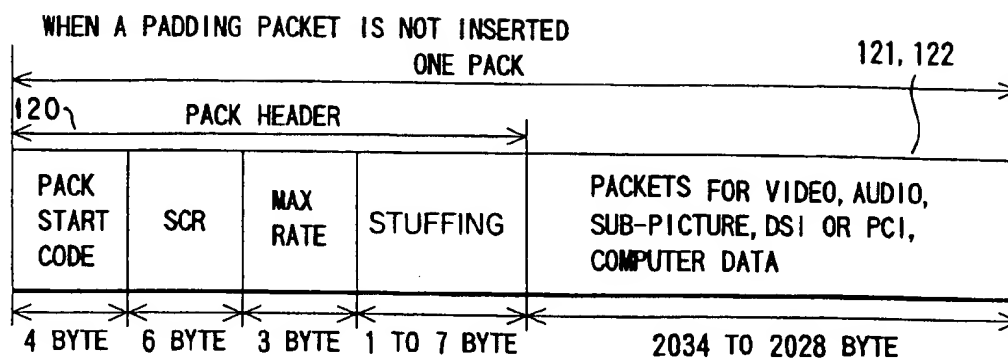 WHEN A PADDING PACKET IS NOT INSERTED
ONE PACK
121, 122
120
PACK HEADER
PACK
START
CODE
SCR
MAX
RATE
STUFFING
PACKETS FOR VIDEO, AUDIO,
SUB-PICTURE, DSI OR PCI,
COMPUTER DATA
4 BYTE
6 BYTE
3 BYTE
1 TO 7 BYTE
2034 TO 2028 BYTE